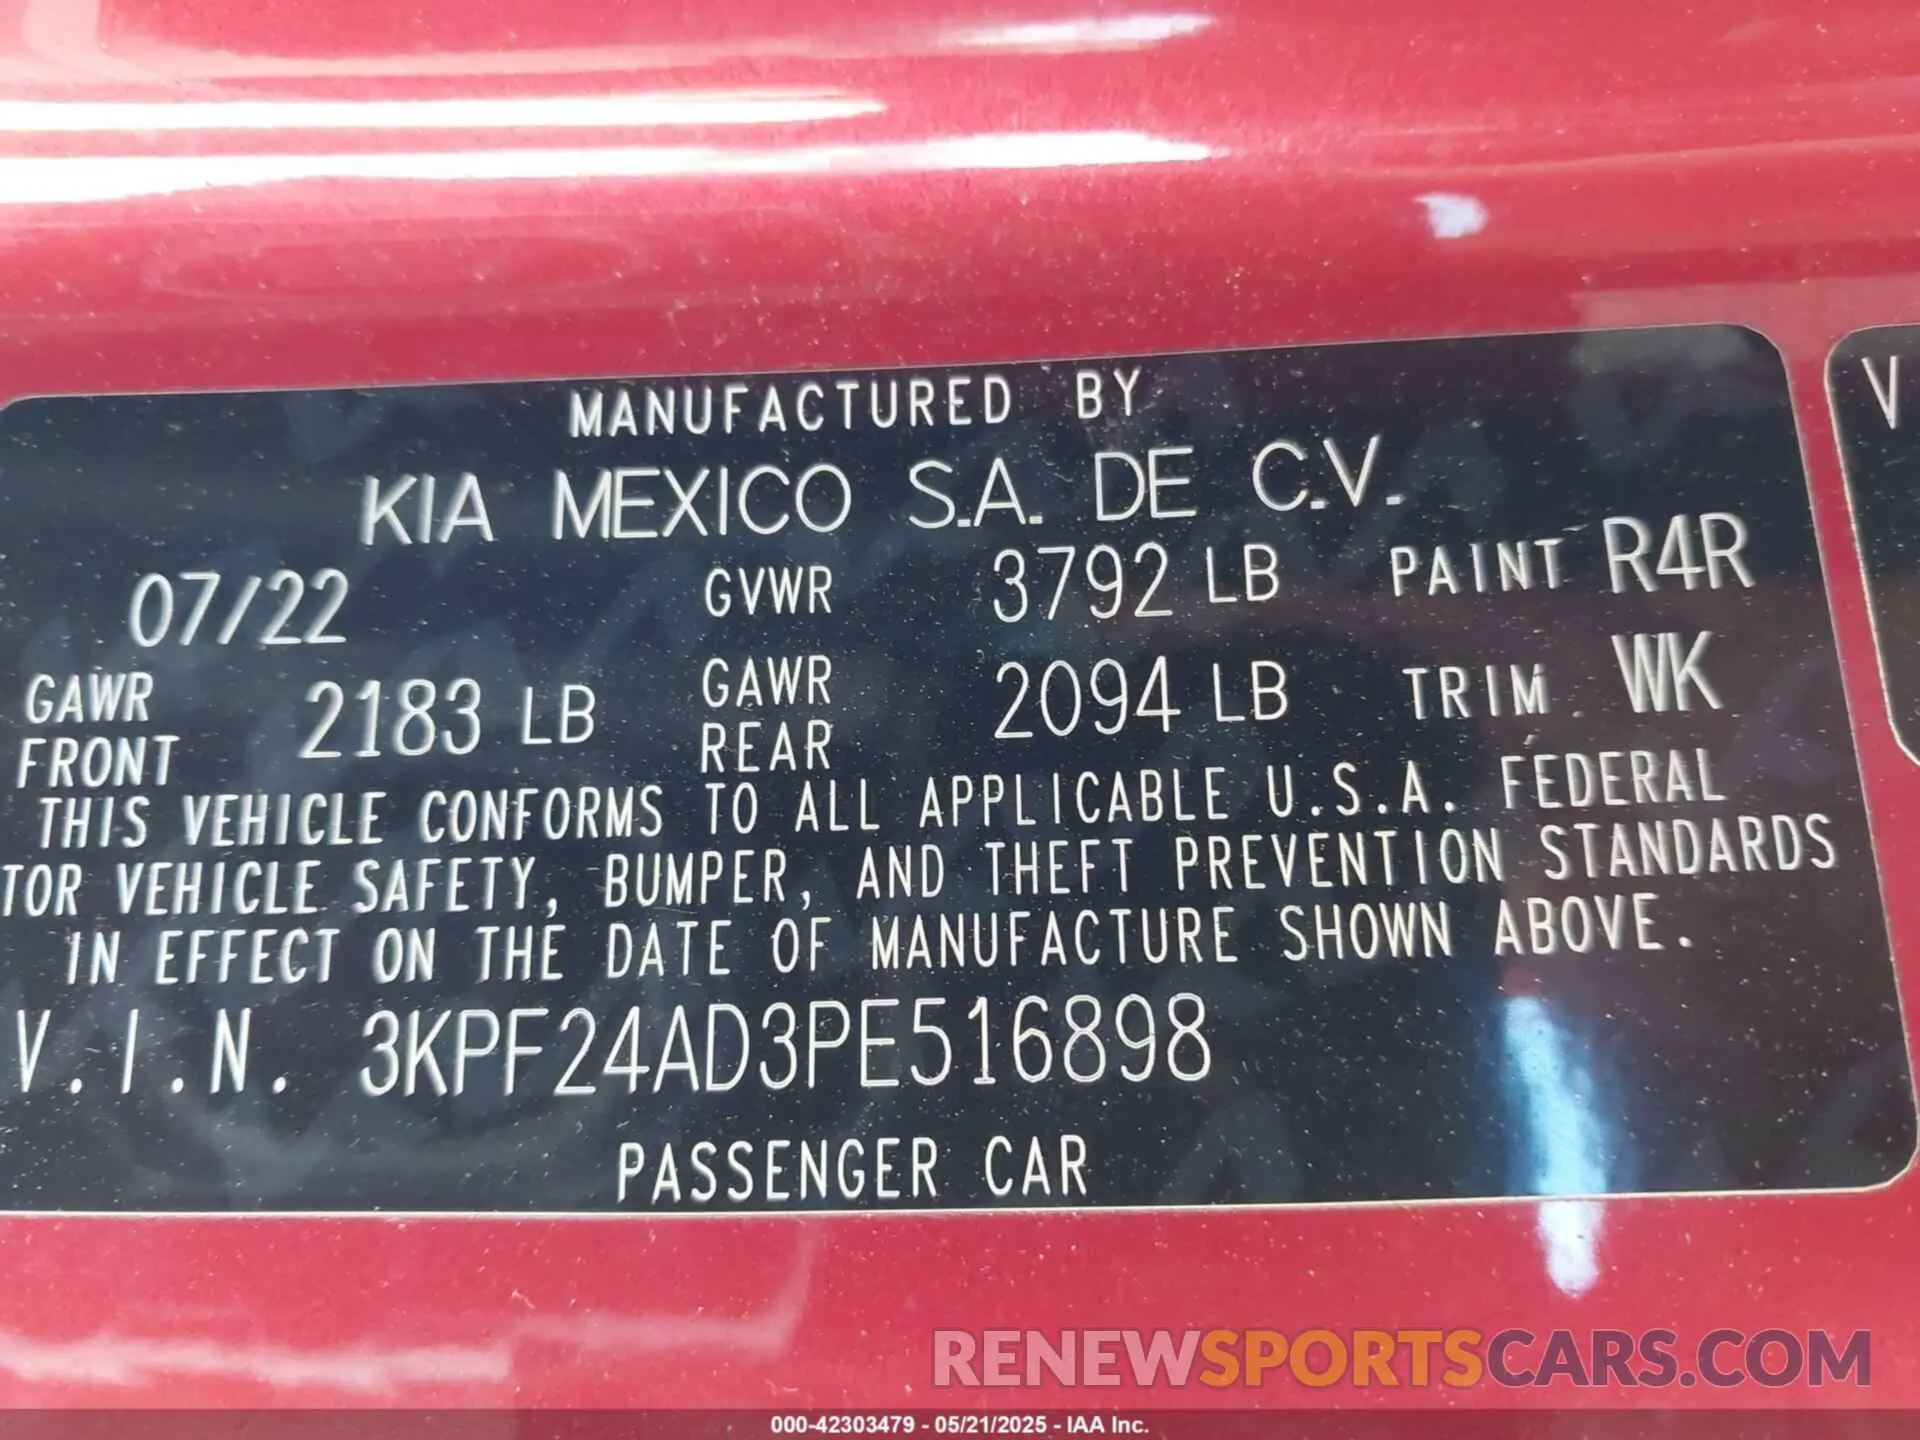 MANUFACTURED BY
KIA MEXICO S.A. DE C.V.
07/22 GVWR 3792 LB PAINT R4R
GAWR FRONT 2183 LB GAWR REAR 2094 LB TRIM WK
THIS VEHICLE CONFORMS TO ALL APPLICABLE U.S.A. FEDERAL
TOR VEHICLE SAFETY, BUMPER, AND THEFT PREVENTION STANDARDS
IN EFFECT ON THE DATE OF MANUFACTURE SHOWN ABOVE.
V.I.N. 3KPF24AD3PE516898
PASSENGER CAR
V
RENEWSPORTSCARS.COM
000-42303479 - 05/21/2025 - IAA Inc.